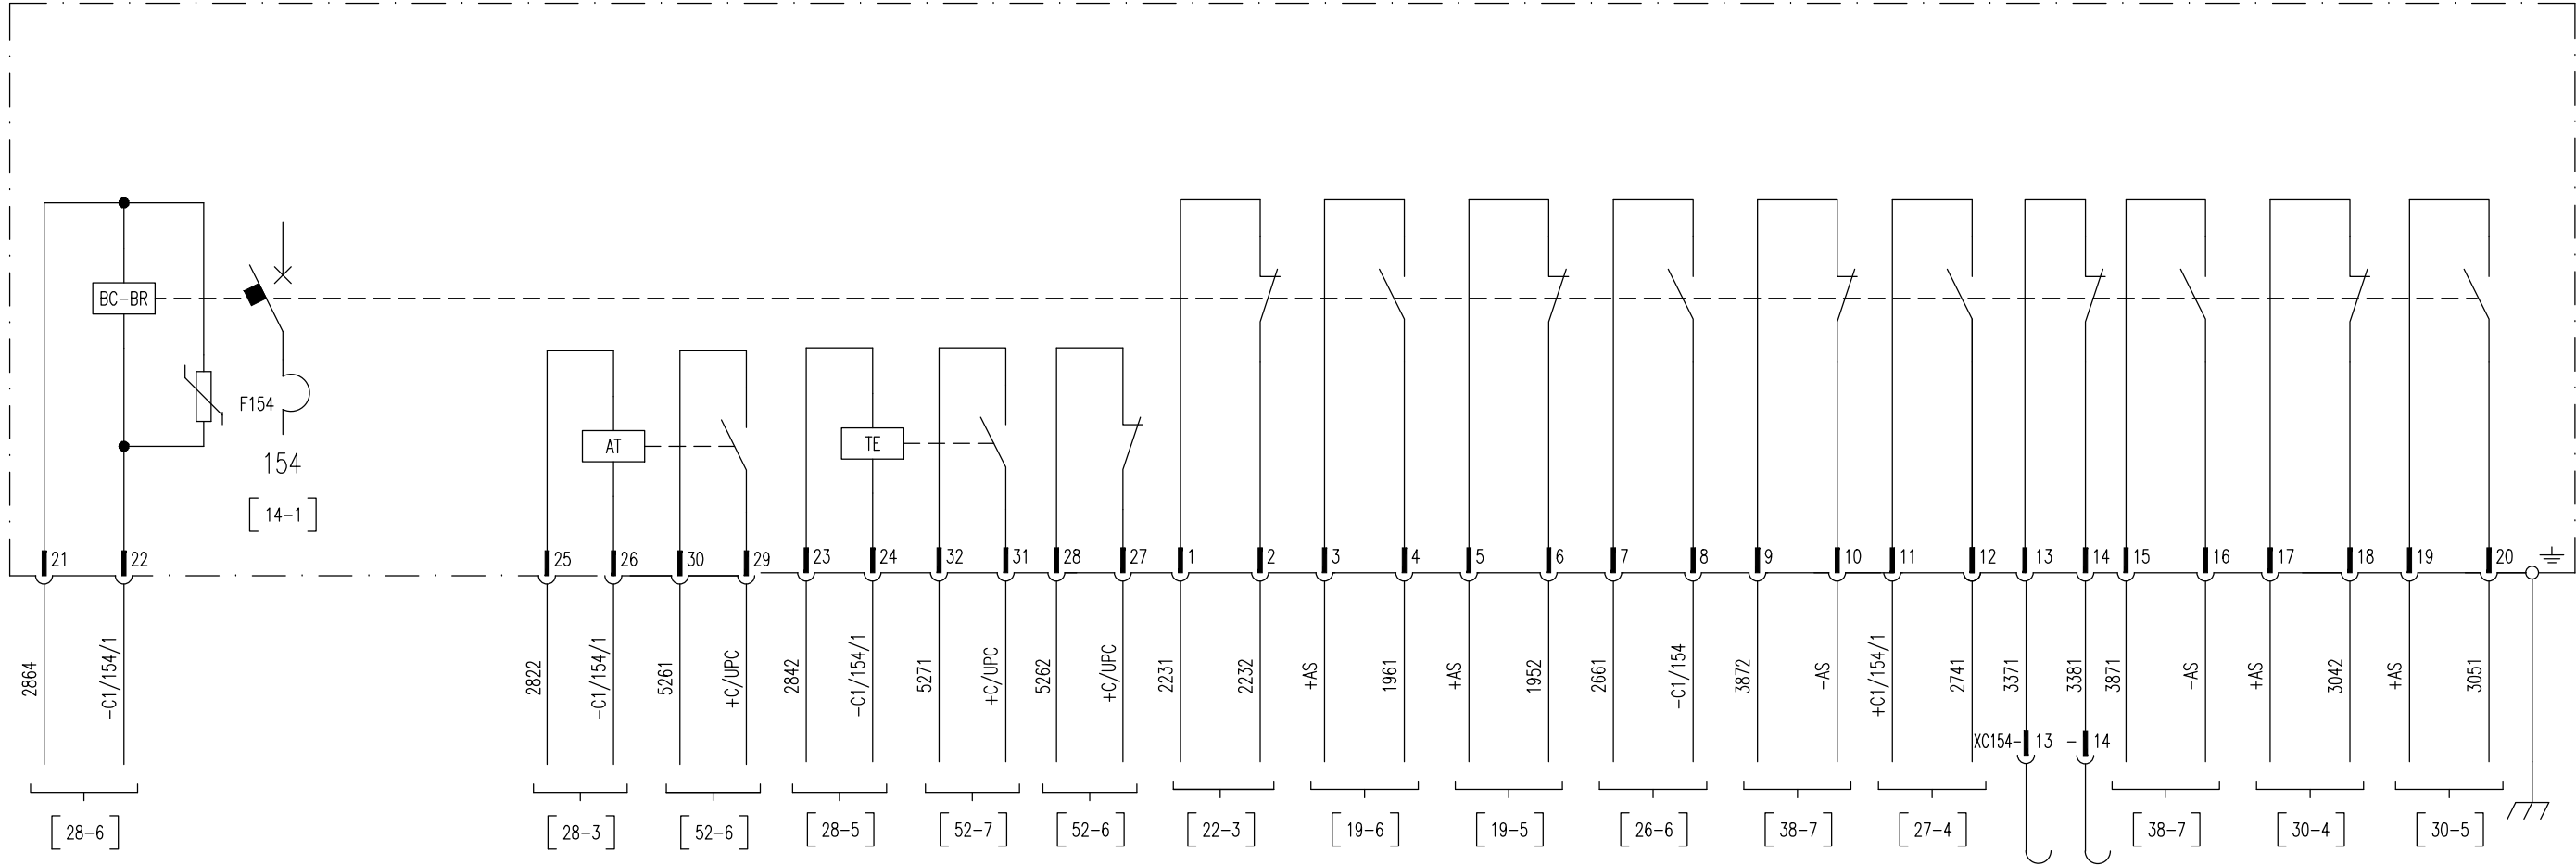 BC-BR
F154
154
14-1
AT
TE
21 22 25 26 30 29 23 24 32 31 28 27 1 2 3 4 5 6 7 8 9 10 11 12 13 14 15 16 17 18 19 20
2864
-C1/154/1
2822
-C1/154/1
5261
+C/UPC
2842
-C1/154/1
5271
+C/UPC
5262
+C/UPC
2231
2232
+AS
1961
+AS
1952
2661
-C1/154
3872
-AS
+C1/154/1
2741
3371
3381
3871
-AS
+AS
3042
+AS
3051
XC154- 13 - 14
28-6 28-3 52-6 28-5 52-7 52-6 22-3 19-6 19-5 26-6 38-7 27-4 38-7 30-4 30-5